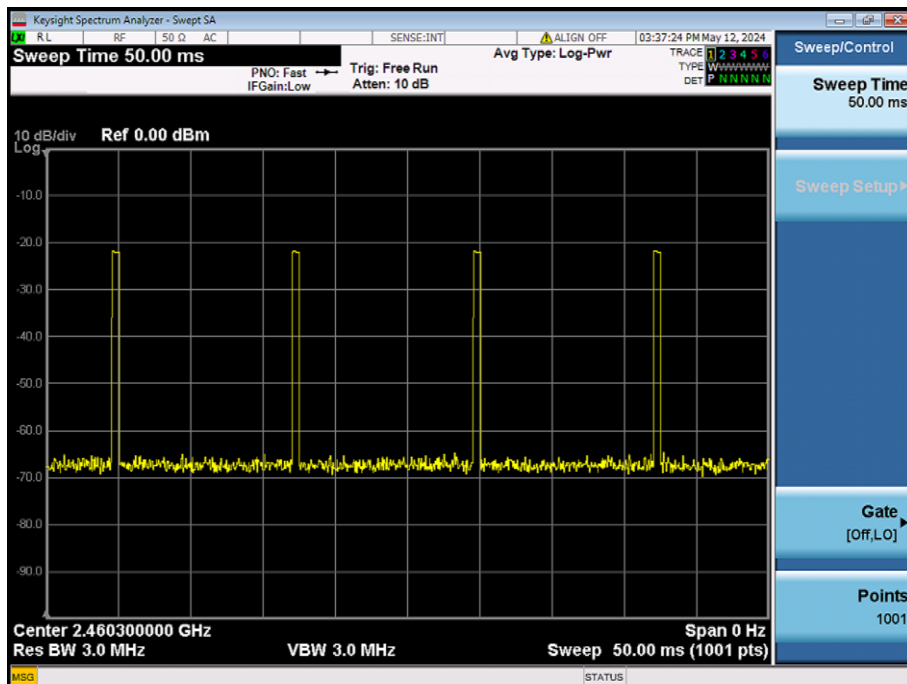 Keysight Spectrum Analyzer - Swept SA
LXI RL RF 50 Ω AC SENSE:INT ALIGN OFF 03:37:24 PM May 12, 2024
Sweep Time 50.00 ms
PNO: Fast
IFGain:Low
Trig: Free Run
Atten: 10 dB
Avg Type: Log-Pwr
TRACE 1 2 3 4 5 6
TYPE WWWWWW
DET P N N N N N
10 dB/div Ref 0.00 dBm
Log
-10.0
-20.0
-30.0
-40.0
-50.0
-60.0
-70.0
-80.0
-90.0
Center 2.460300000 GHz Span 0 Hz
Res BW 3.0 MHz VBW 3.0 MHz Sweep 50.00 ms (1001 pts)
MSG STATUS
Sweep/Control
Sweep Time
50.00 ms
Sweep Setup
Gate
[Off,LO]
Points
1001